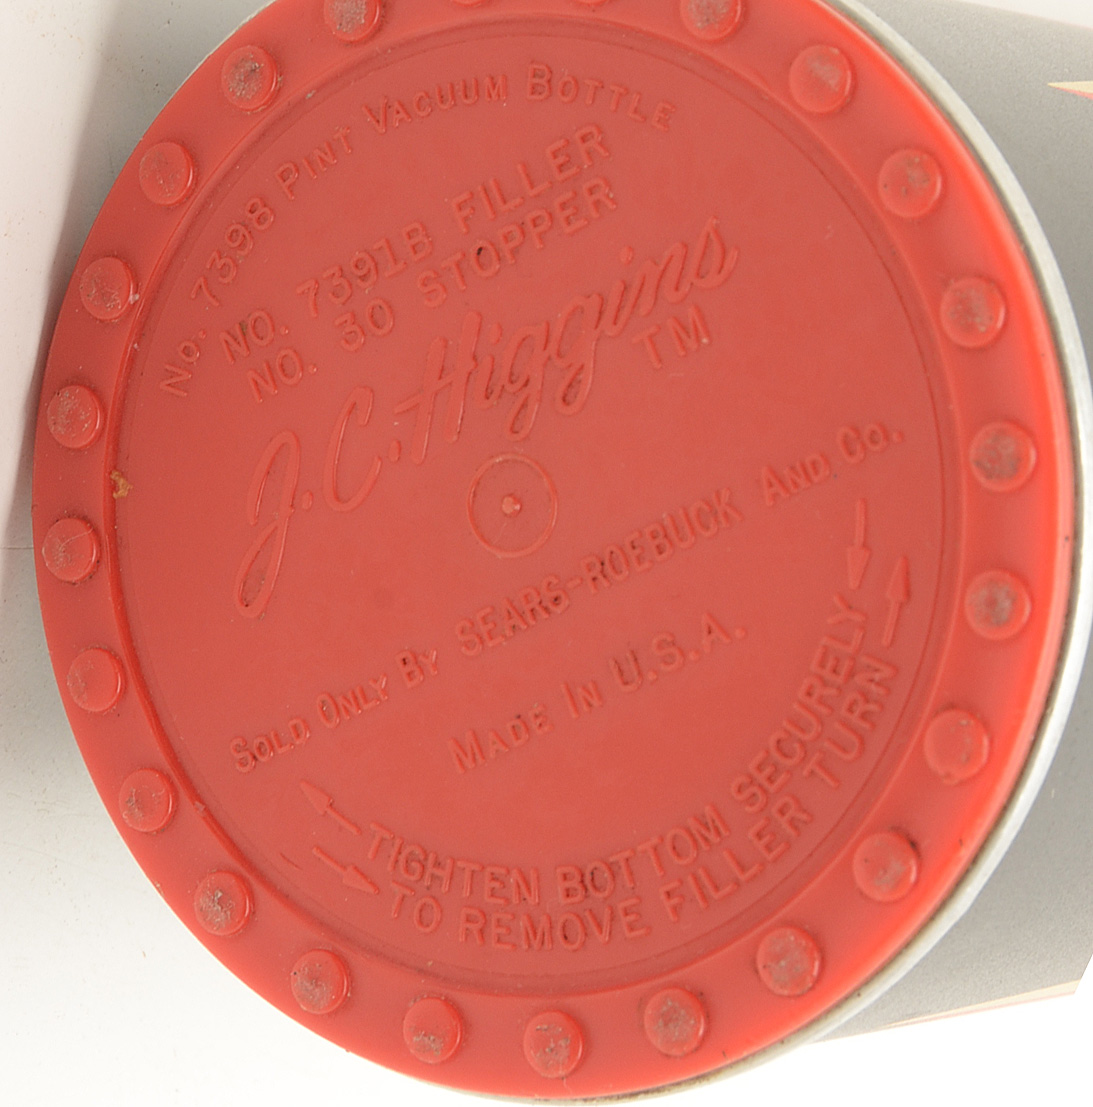 No. 7398 PINT VACUUM BOTTLE
NO. 7391B FILLER
NO. 30 STOPPER
J.C. Higgins
TM
SOLD ONLY BY SEARS-ROEBUCK AND CO.
MADE IN U.S.A.
TIGHTEN BOTTOM SECURELY
TO REMOVE FILLER TURN